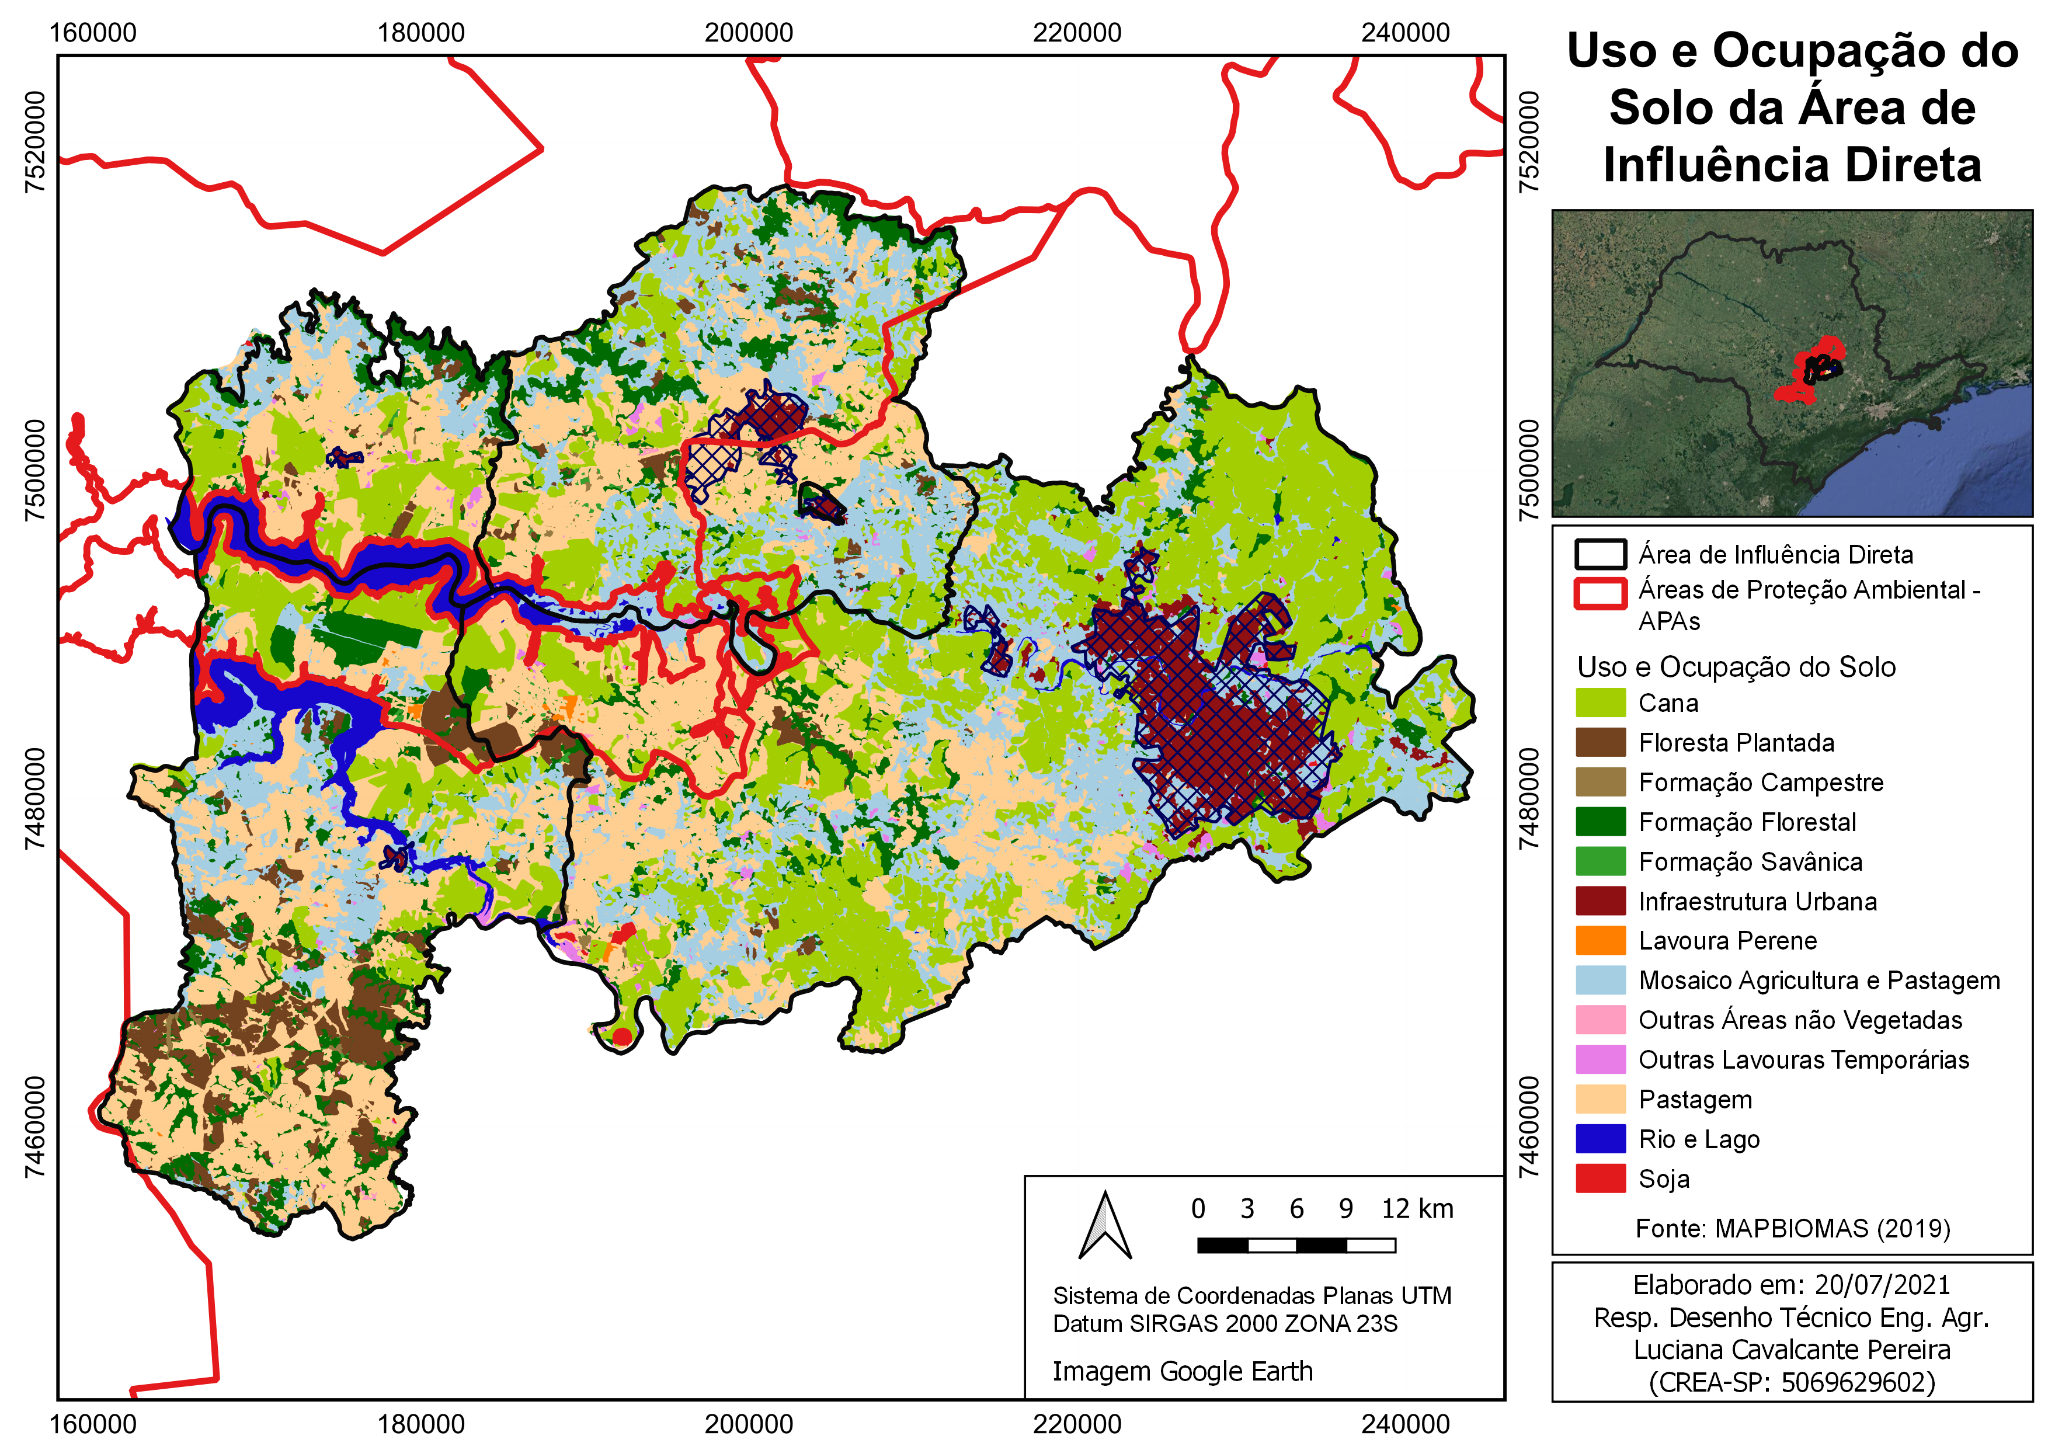 160000 180000 200000 220000 240000
7520000
7500000
7480000
7460000
7520000
7500000
7480000
7460000
160000 180000 200000 220000 240000
0 3 6 9 12 km
Sistema de Coordenadas Planas UTM
Datum SIRGAS 2000 ZONA 23S
Imagem Google Earth
Uso e Ocupação do
Solo da Área de
Influência Direta
Área de Influência Direta
Áreas de Proteção Ambiental -
APAs
Uso e Ocupação do Solo
Cana
Floresta Plantada
Formação Campestre
Formação Florestal
Formação Savânica
Infraestrutura Urbana
Lavoura Perene
Mosaico Agricultura e Pastagem
Outras Áreas não Vegetadas
Outras Lavouras Temporárias
Pastagem
Rio e Lago
Soja
Fonte: MAPBIOMAS (2019)
Elaborado em: 20/07/2021
Resp. Desenho Técnico Eng. Agr.
Luciana Cavalcante Pereira
(CREA-SP: 5069629602)